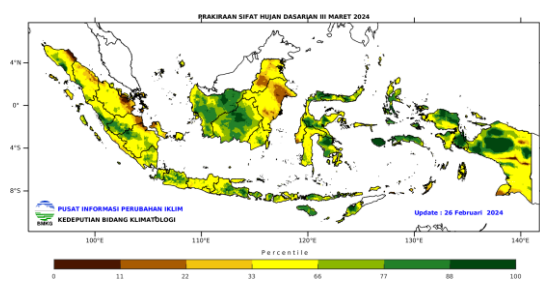 PRAKIRAAN SIFAT HUJAN DASARIAN III MARET 2024
4°N
0°
4°S
8°S
PUSAT INFORMASI PERUBAHAN IKLIM
KEDEPUTIAN BIDANG KLIMATOLOGI
BMKG
Update : 26 Februari 2024
100°E 110°E 120°E 130°E 140°E
Percentile
0 11 22 33 66 77 88 100